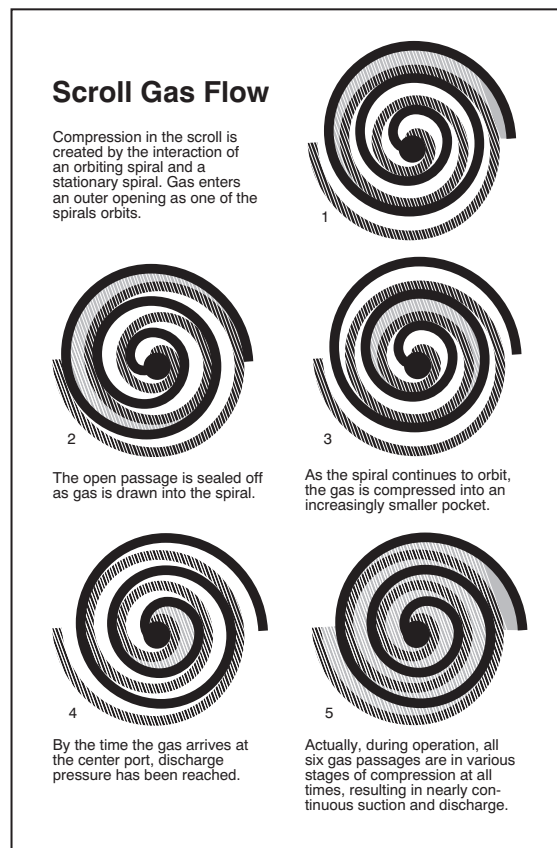 Scroll Gas Flow
Compression in the scroll is
created by the interaction of
an orbiting spiral and a
stationary spiral. Gas enters
an outer opening as one of the
spirals orbits.
1
2
The open passage is sealed off
as gas is drawn into the spiral.
3
As the spiral continues to orbit,
the gas is compressed into an
increasingly smaller pocket.
4
By the time the gas arrives at
the center port, discharge
pressure has been reached.
5
Actually, during operation, all
six gas passages are in various
stages of compression at all
times, resulting in nearly con-
tinuous suction and discharge.